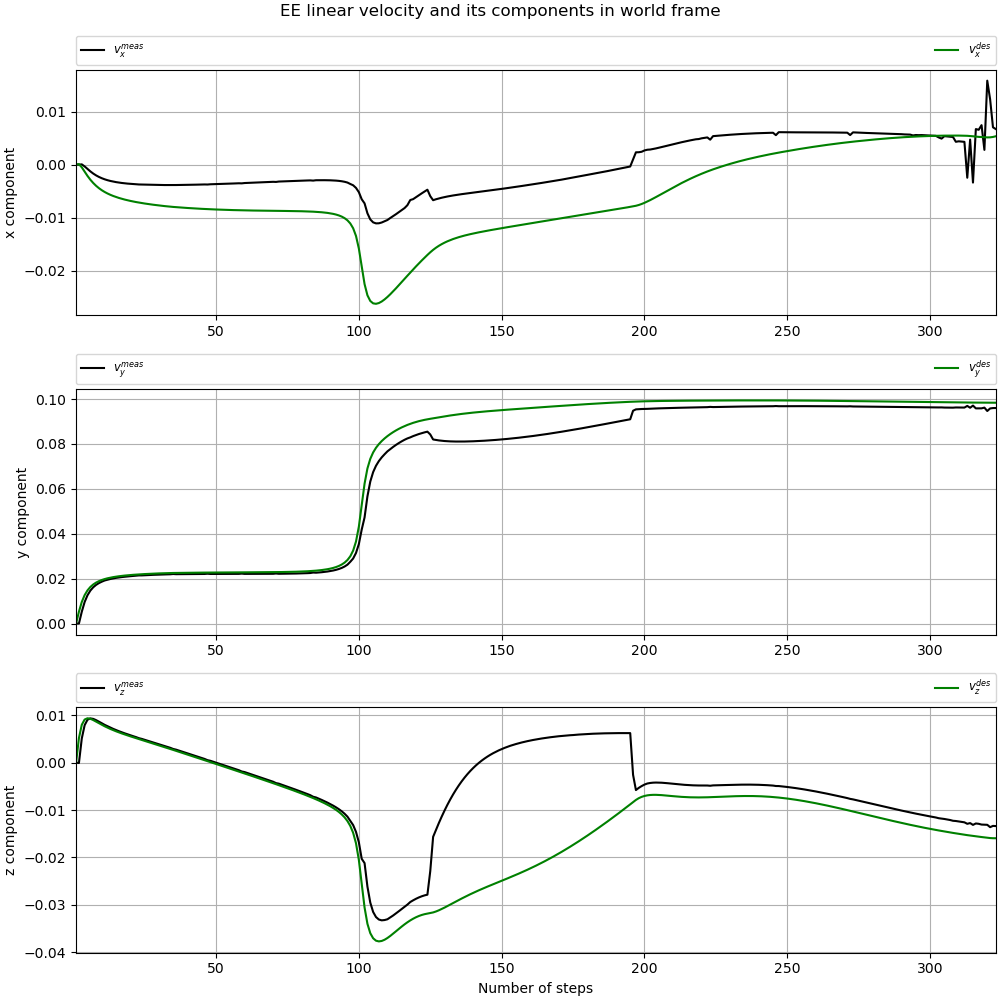 EE linear velocity and its components in world frame
v_x^meas v_x^des
0.01
0.00
−0.01
−0.02
x component
50 100 150 200 250 300
v_y^meas v_y^des
0.10
0.08
0.06
0.04
0.02
0.00
y component
50 100 150 200 250 300
v_z^meas v_z^des
0.01
0.00
−0.01
−0.02
−0.03
−0.04
z component
50 100 150 200 250 300
Number of steps